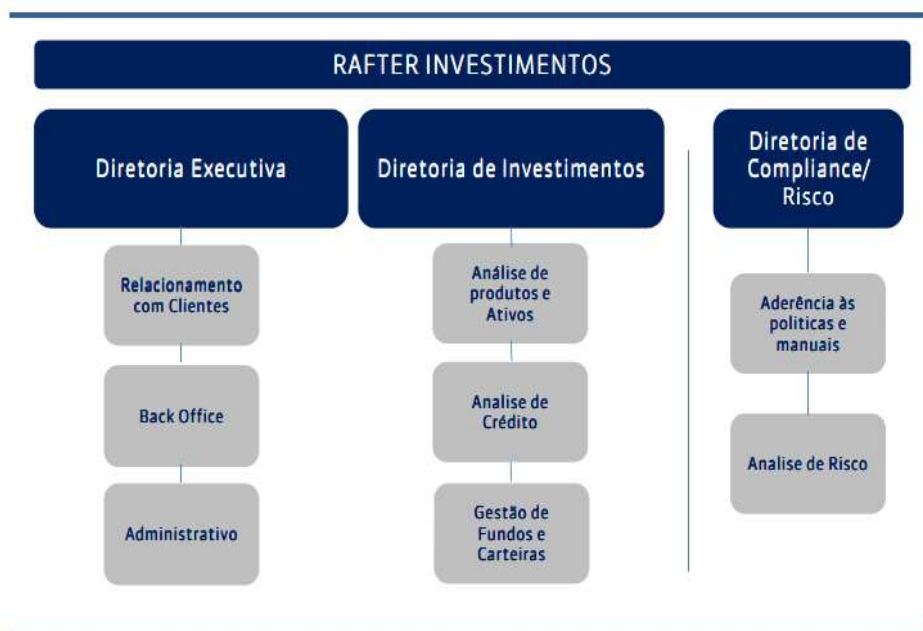 RAFTER INVESTIMENTOS
Diretoria Executiva
Relacionamento
com Clientes
Back Office
Administrativo
Diretoria de Investimentos
Análise de
produtos e
Ativos
Analise de
Crédito
Gestão de
Fundos e
Carteiras
Diretoria de
Compliance/
Risco
Aderência às
politicas e
manuais
Analise de Risco